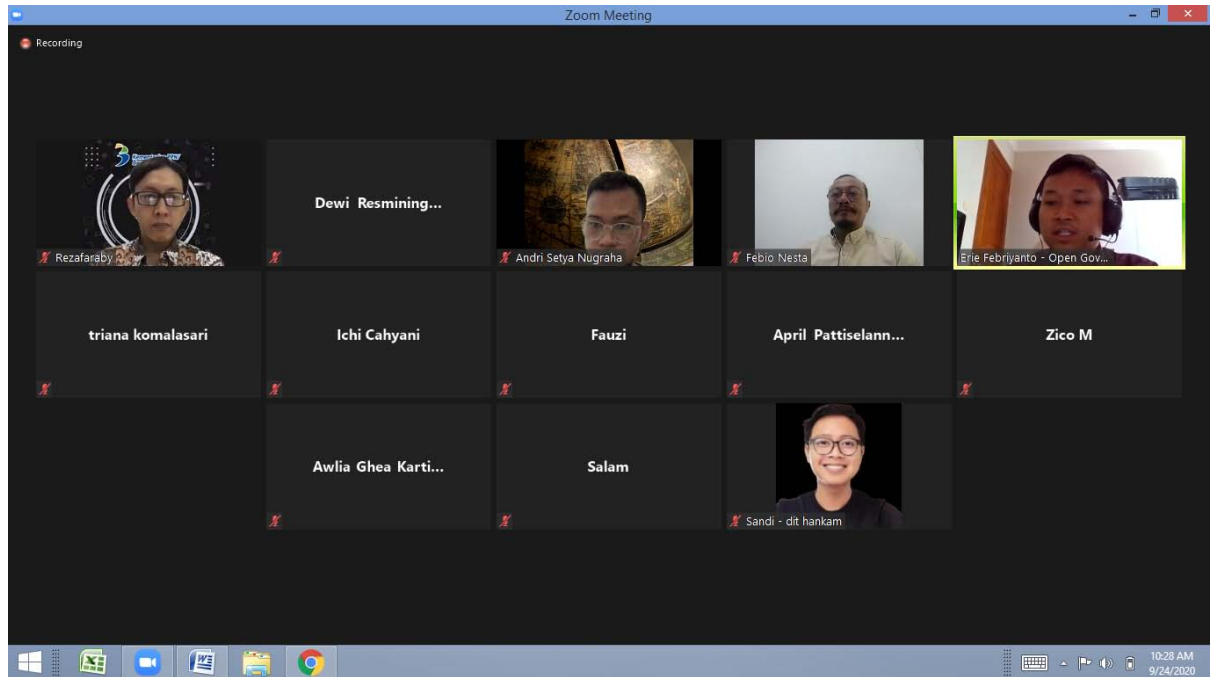 Zoom Meeting
Recording
Rezafaraby
Dewi Resmining...
Andri Setya Nugraha
Febio Nesta
Erie Febriyanto - Open Gov...
triana komalasari
Ichi Cahyani
Fauzi
April Pattiselann...
Zico M
Awlia Ghea Karti...
Salam
Sandi - dit hankam
10:28 AM
9/24/2020